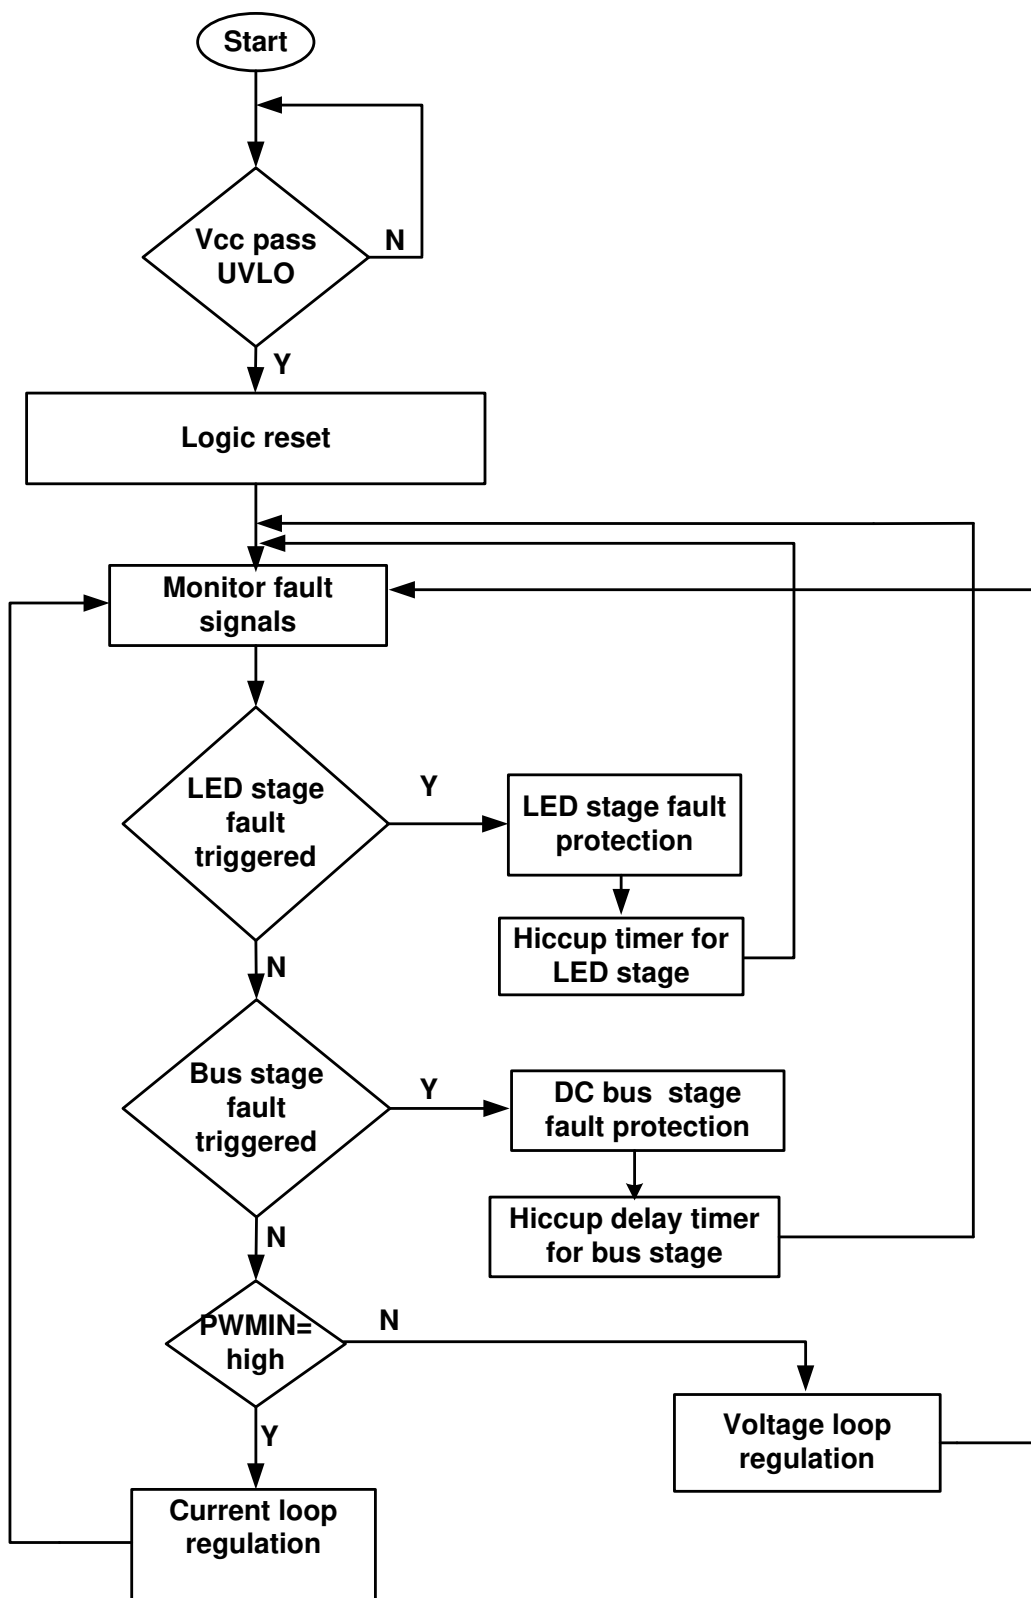 Start
Vcc pass
UVLO
N
Y
Logic reset
Monitor fault
signals
LED stage
fault
triggered
Y
LED stage fault
protection
Hiccup timer for
LED stage
N
Bus stage
fault
triggered
Y
DC bus stage
fault protection
Hiccup delay timer
for bus stage
N
PWMIN=
high
N
Voltage loop
regulation
Y
Current loop
regulation